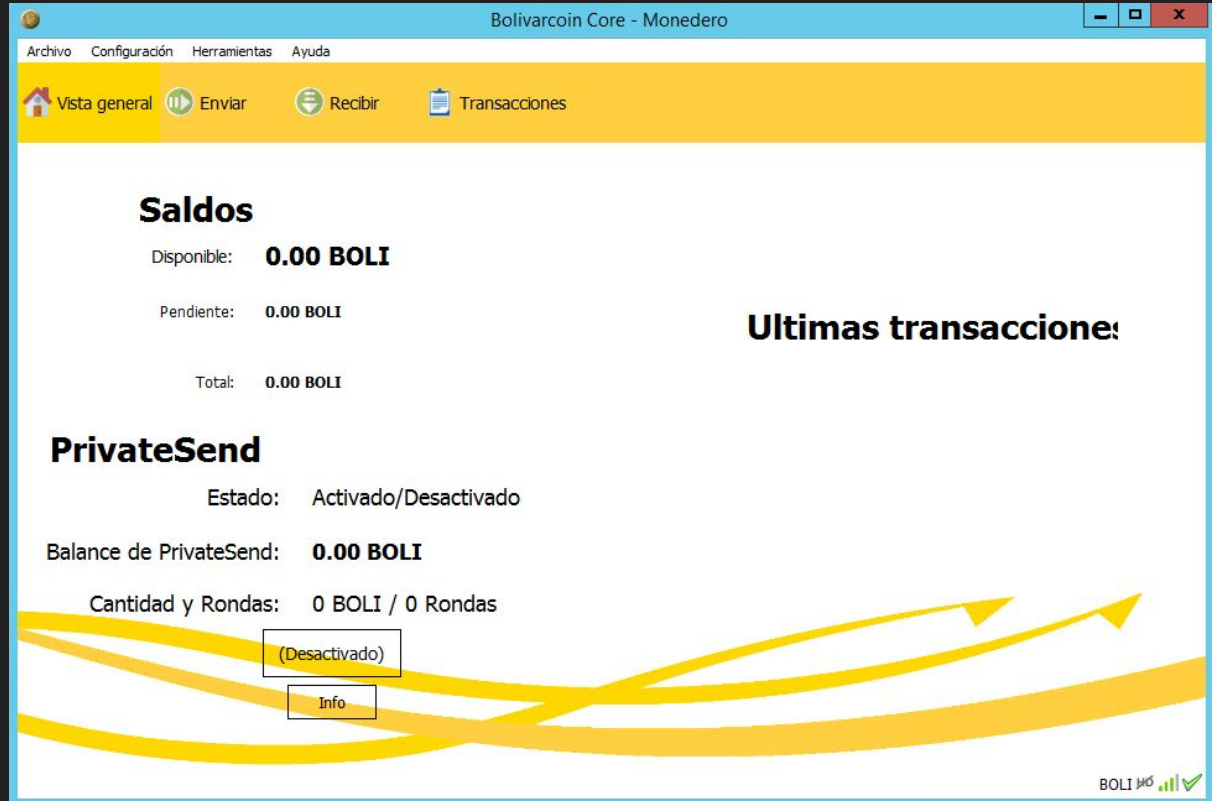 Bolivarcoin Core - Monedero
Archivo Configuración Herramientas Ayuda
Vista general Enviar Recibir Transacciones
Saldos
Disponible: 0.00 BOLI
Pendiente: 0.00 BOLI
Total: 0.00 BOLI
Ultimas transacciones
PrivateSend
Estado: Activado/Desactivado
Balance de PrivateSend: 0.00 BOLI
Cantidad y Rondas: 0 BOLI / 0 Rondas
(Desactivado)
Info
BOLI HD